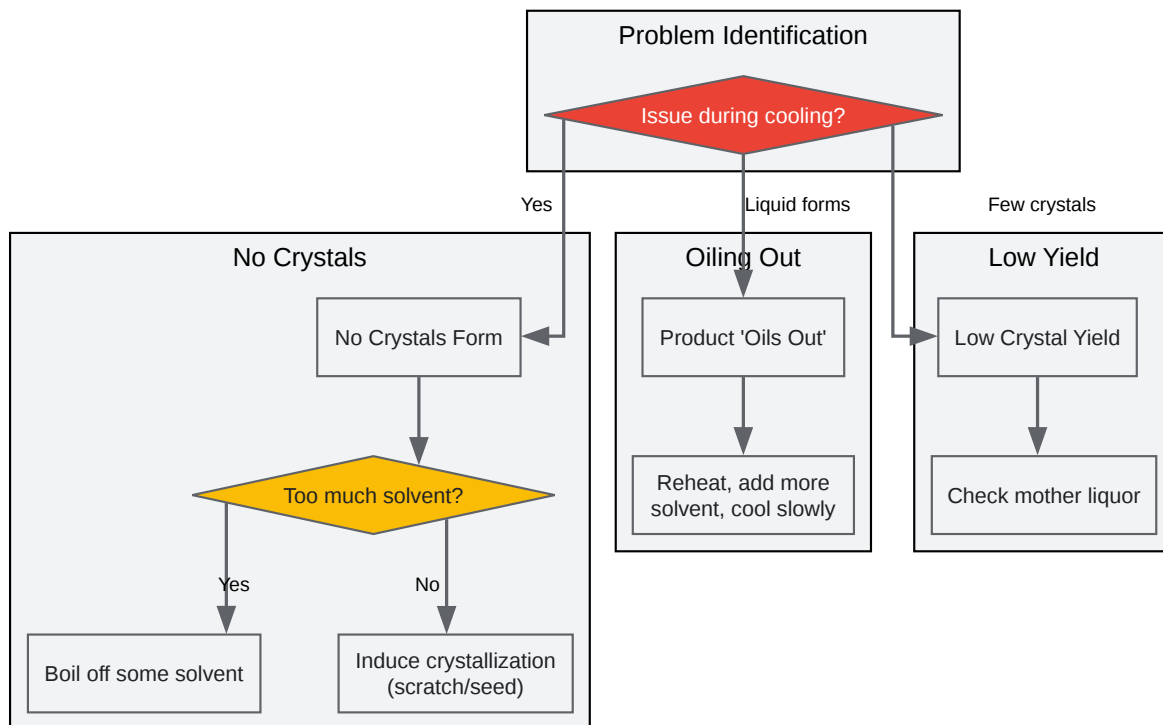 Problem Identification
Issue during cooling?
Yes
Liquid forms
Few crystals
No Crystals
Oiling Out
Low Yield
No Crystals Form
Product 'Oils Out'
Low Crystal Yield
Too much solvent?
Reheat, add more
solvent, cool slowly
Check mother liquor
Yes
No
Boil off some solvent
Induce crystallization
(scratch/seed)